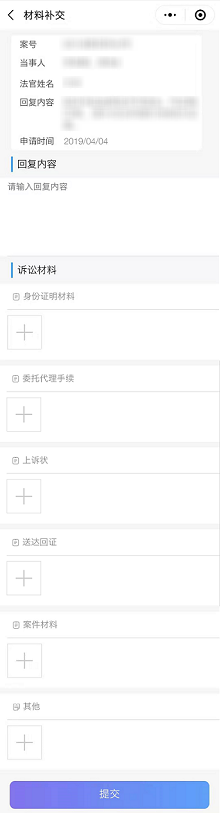 材料补交
案号
当事人
法官姓名
回复内容
申请时间 2019/04/04
回复内容
请输入回复内容
诉讼材料
身份证明材料
委托代理手续
上诉状
送达回证
案件材料
其他
提交